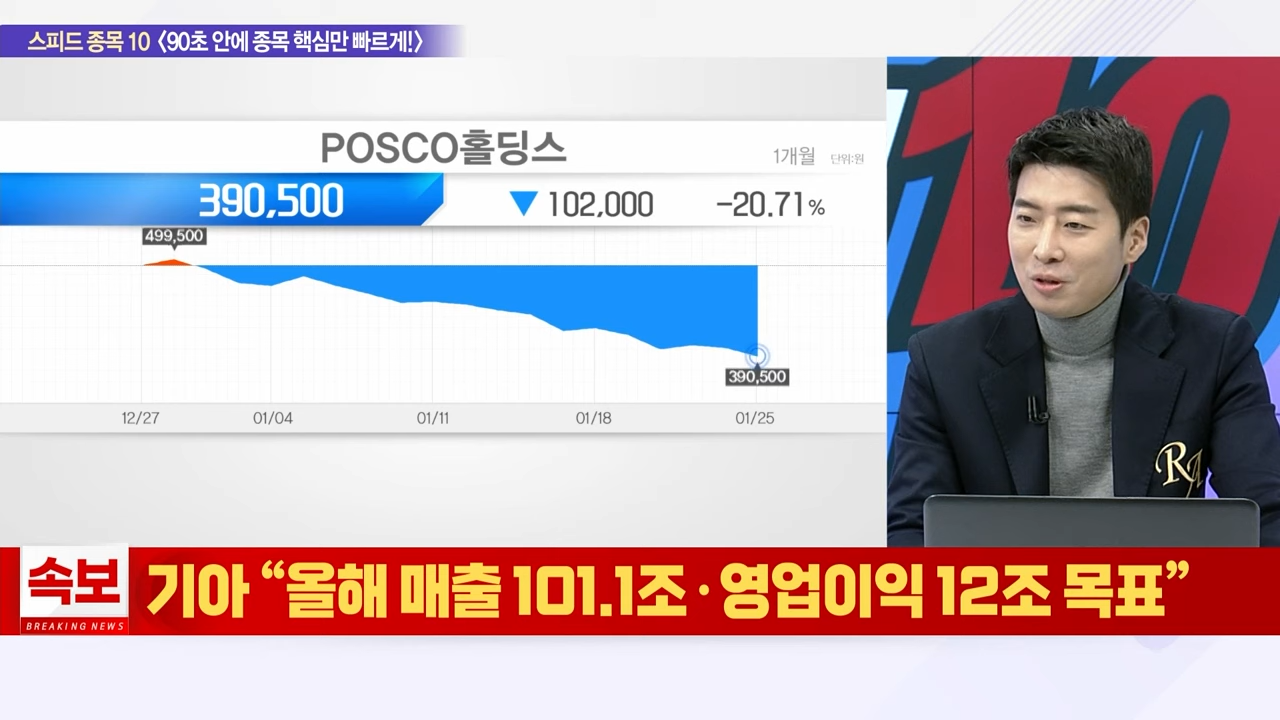 스피드 종목 10 〈90초 안에 종목 핵심만 빠르게!〉
POSCO홀딩스
1개월 단위:원
390,500 ▼102,000 -20.71%
499,500
390,500
12/27 01/04 01/11 01/18 01/25
10
RA
속보
BREAKING NEWS
기아 “올해 매출 101.1조·영업이익 12조 목표”